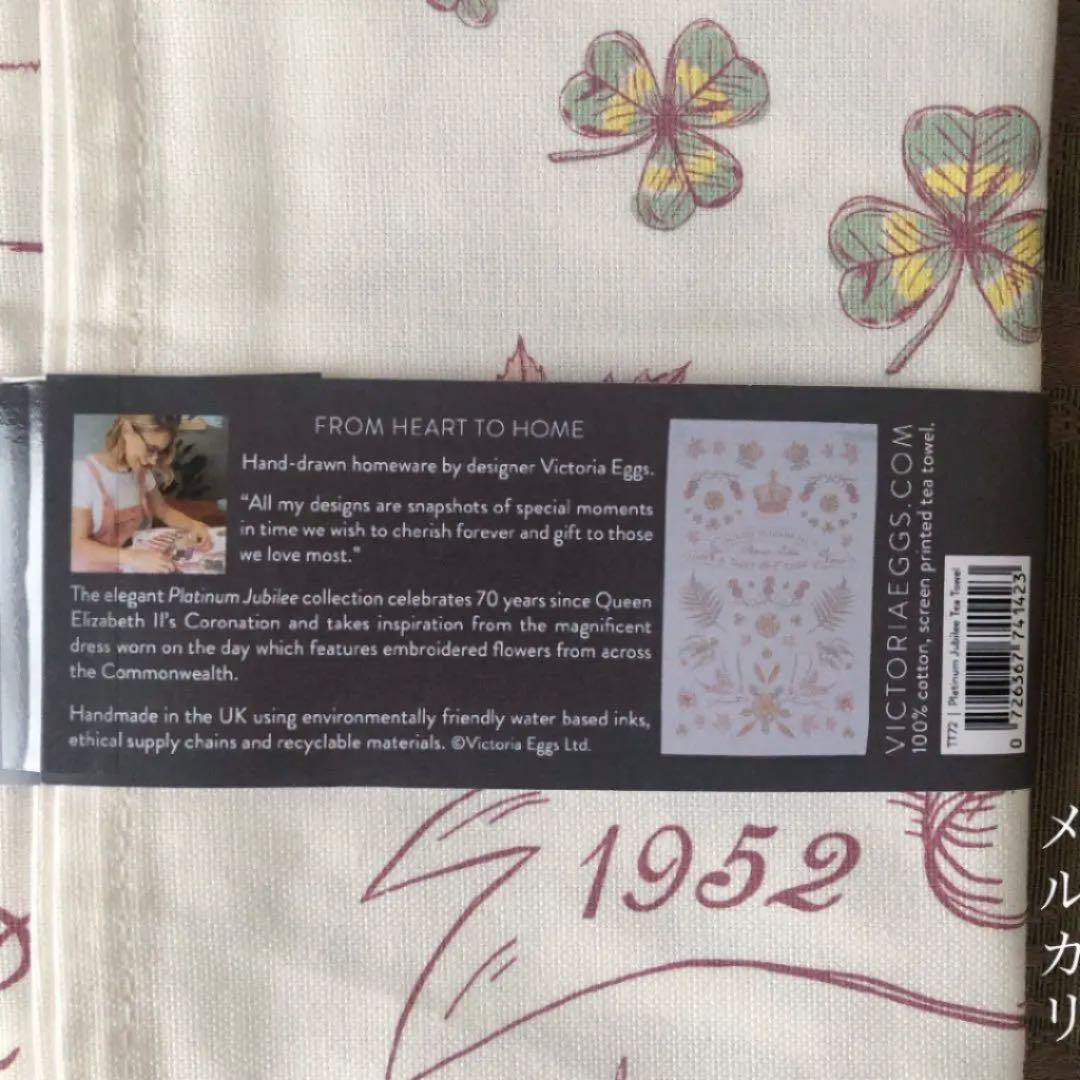 FROM HEART TO HOME
Hand-drawn homeware by designer Victoria Eggs.
"All my designs are snapshots of special moments
in time we wish to cherish forever and gift to those
we love most."
The elegant Platinum Jubilee collection celebrates 70 years since Queen
Elizabeth II's Coronation and takes inspiration from the magnificent
dress worn on the day which features embroidered flowers from across
the Commonwealth.
Handmade in the UK using environmentally friendly water based inks,
ethical supply chains and recyclable materials. ©Victoria Eggs Ltd.
VICTORIAEGGS.COM
100% cotton, screen printed tea towel.
TT72 | Platinum Jubilee Tea Towel
0 726367 741423
1952
メルカリ